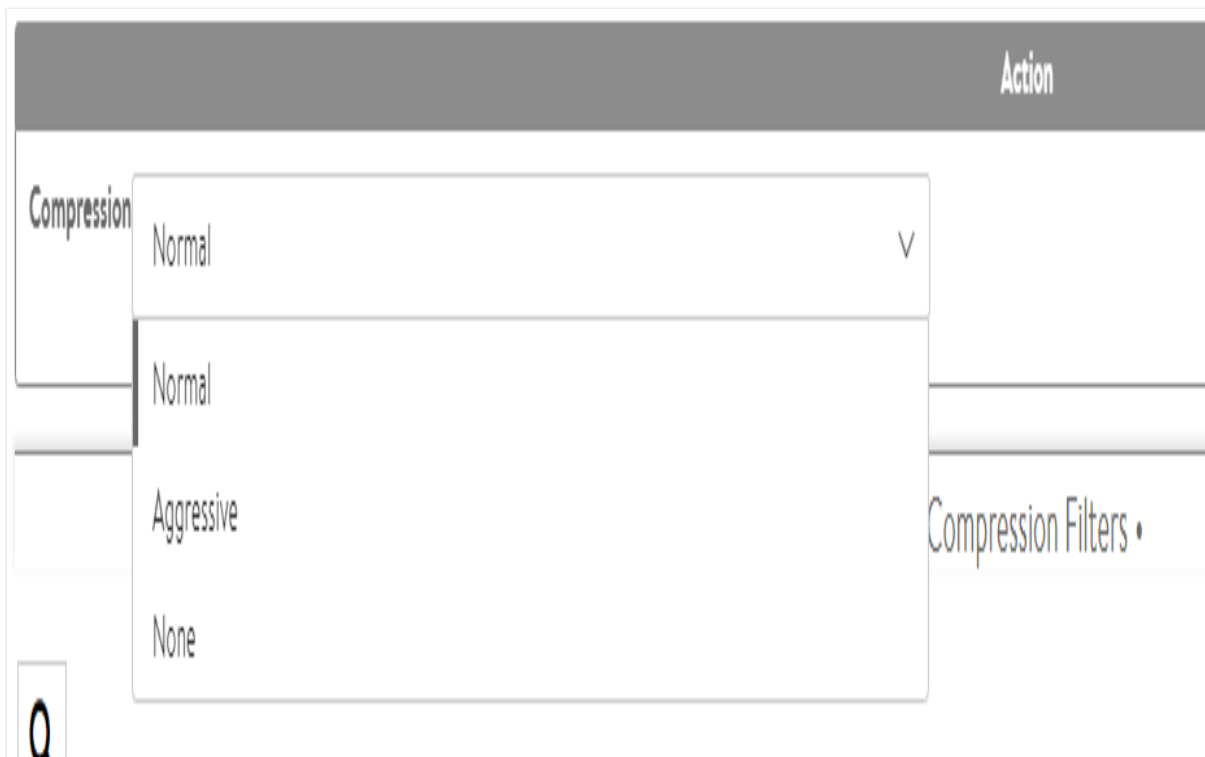 Action
Compression
Normal
Normal
Aggressive
Compression Filters •
None